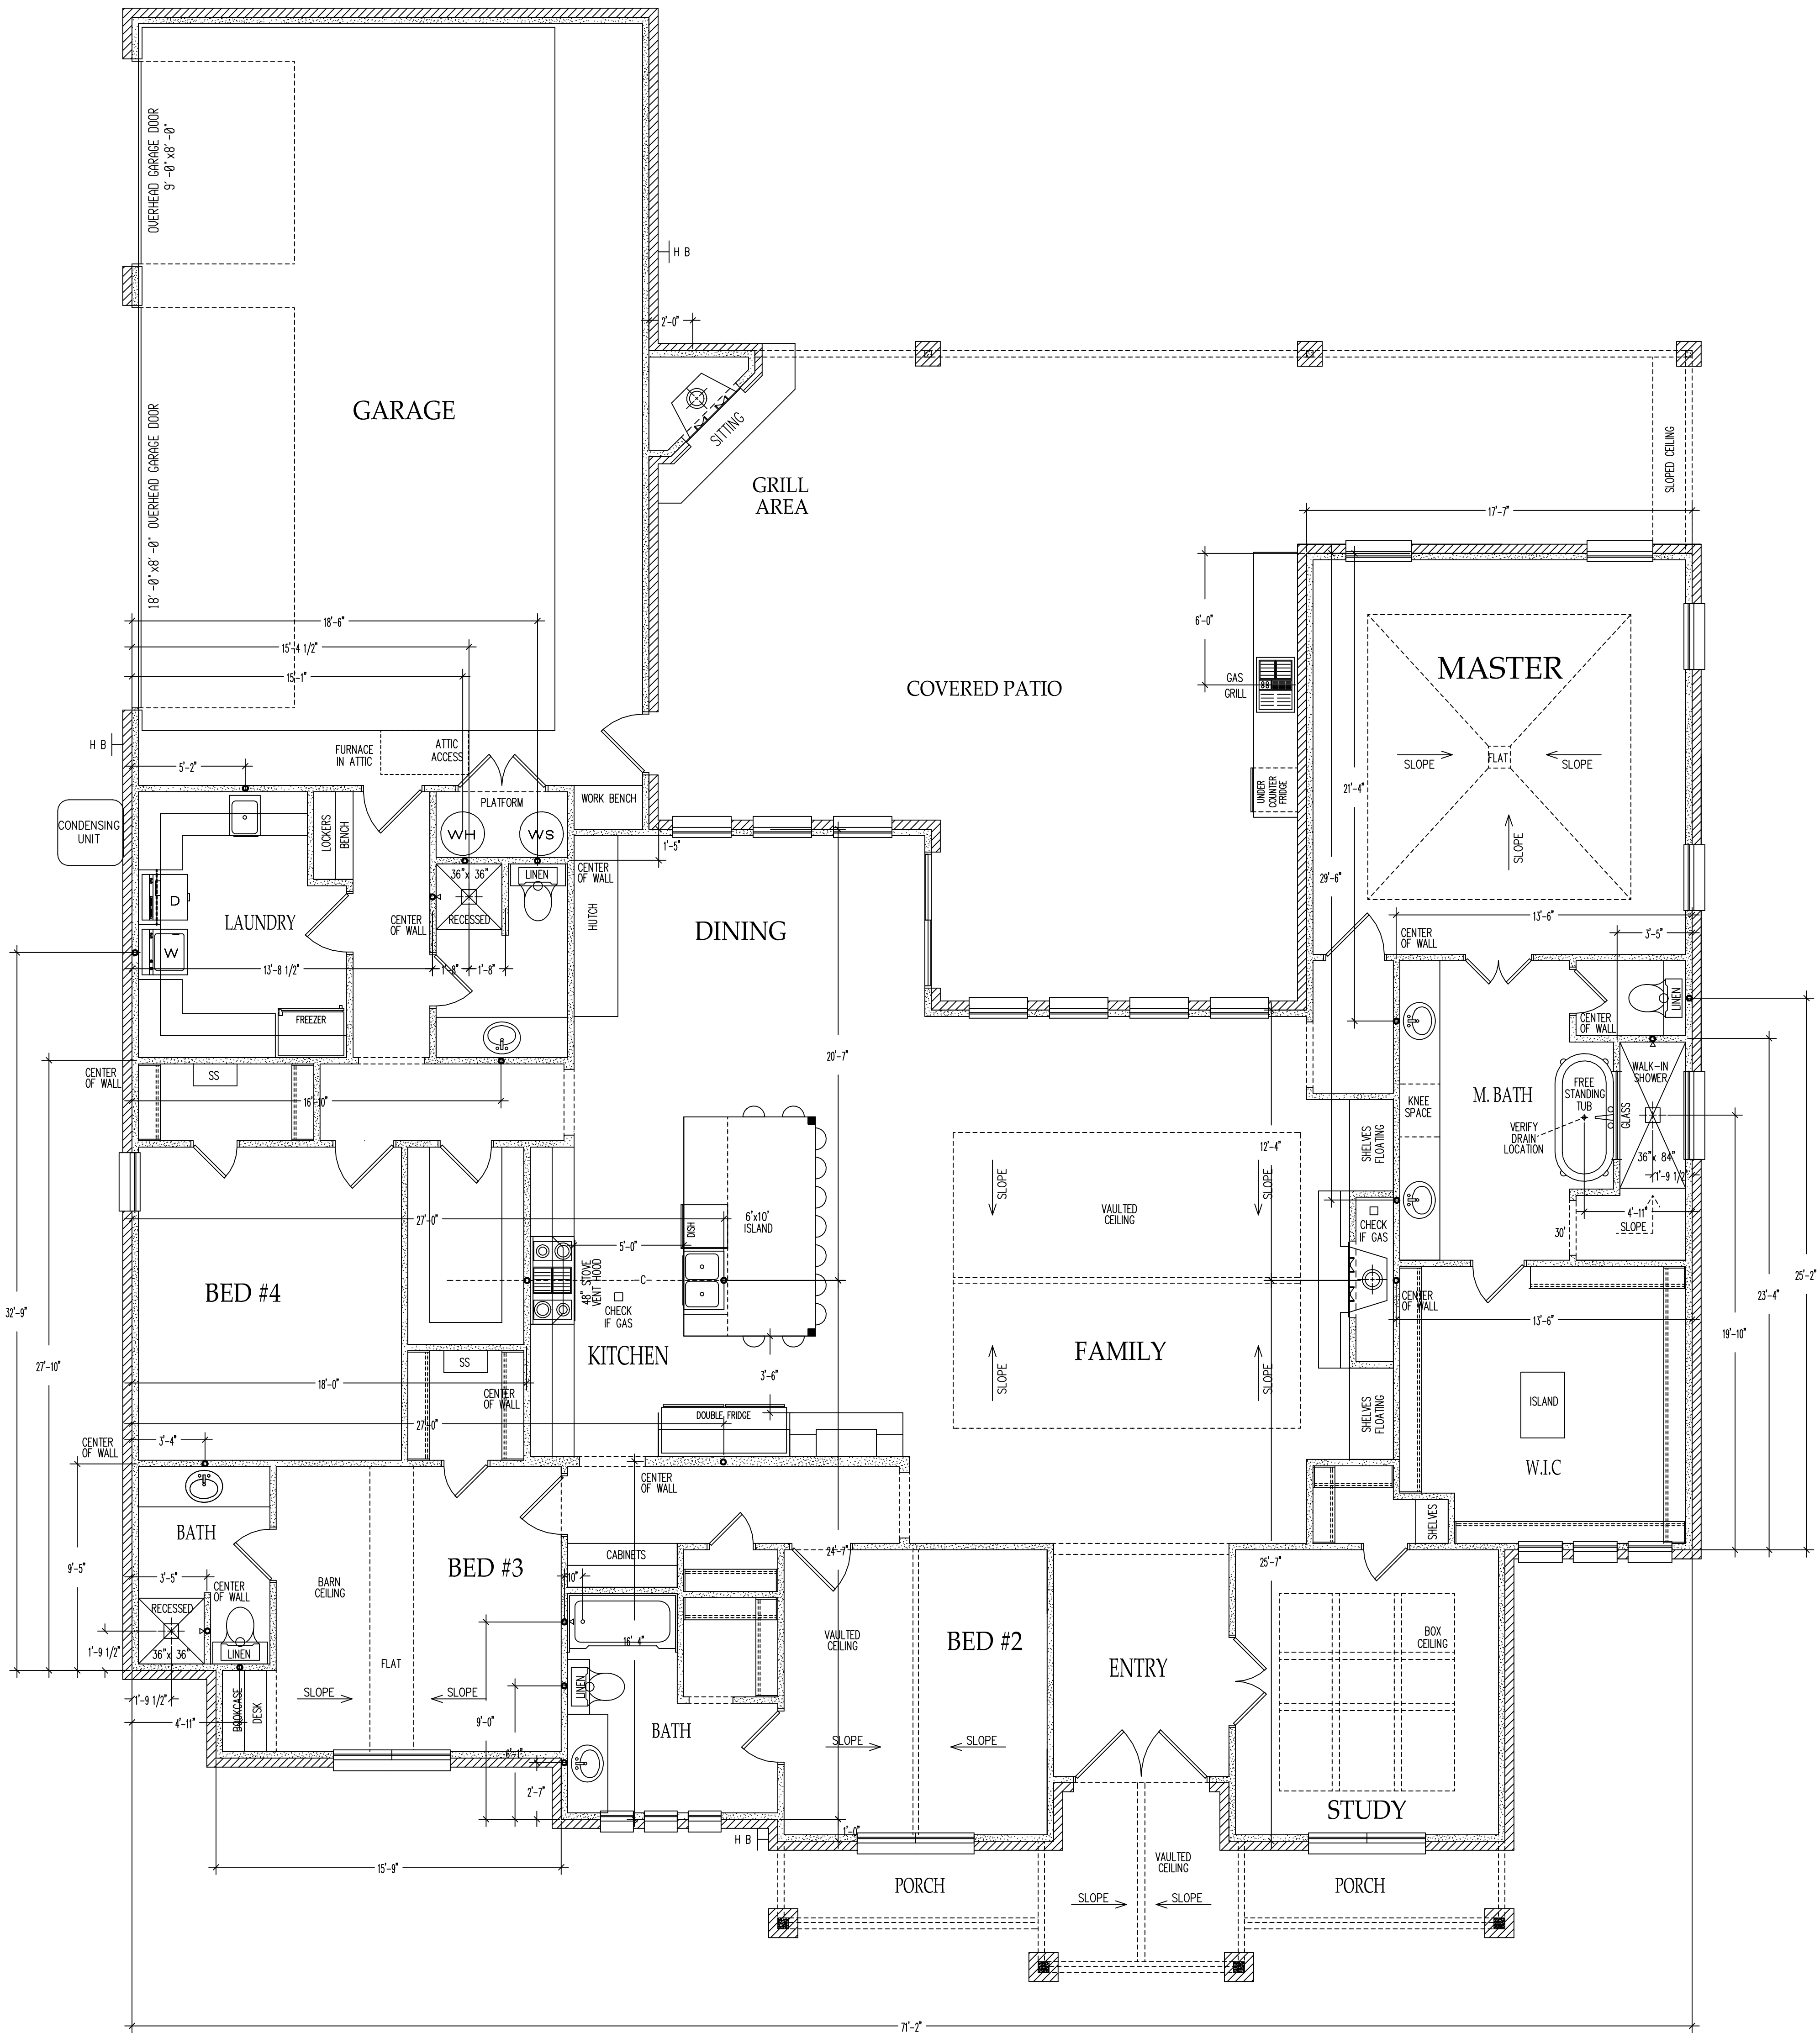 OVERHEAD GARAGE DOOR
9'-0"x8'-0"
H B
2'-0"
GARAGE
18'-0"x8'-0" OVERHEAD GARAGE DOOR
SITTING
GRILL
AREA
SLOPED CEILING
17'-7"
18'-6"
15'-4 1/2"
15'-1"
6'-0"
COVERED PATIO
GAS
GRILL
MASTER
H B
FURNACE
IN ATTIC
ATTIC
ACCESS
5'-2"
SLOPE
FLAT
SLOPE
SLOPE
21'-4"
29'-6"
UNDER
COUNTER
FRIDGE
CONDENSING
UNIT
LOCKERS
BENCH
PLATFORM
WH
WS
WORK BENCH
1'-5"
36"x 36"
RECESSED
LINEN
CENTER
OF WALL
HUTCH
D
W
LAUNDRY
CENTER
OF WALL
DINING
13'-8 1/2"
1'-8"
1'-8"
FREEZER
13'-6"
3'-5"
CENTER
OF WALL
LINEN
CENTER
OF WALL
20'-7"
CENTER
OF WALL
SS
16'-10"
WALK-IN
SHOWER
FREE
STANDING
TUB
GLASS
M. BATH
KNEE
SPACE
VERIFY
DRAIN
LOCATION
36"x 84"
1'-9 1/2"
4'-11"
SLOPE
30'
SHELVES
FLOATING
12'-4"
SLOPE
SLOPE
VAULTED
CEILING
27'-0"
6'x10'
ISLAND
DISH
5'-0"
C
48" STOVE
VENT HOOD
CHECK
IF GAS
CHECK
IF GAS
BED #4
32'-9"
27'-10"
25'-2"
23'-4"
19'-10"
CENTER
OF WALL
13'-6"
KITCHEN
FAMILY
3'-6"
SLOPE
SLOPE
SS
18'-0"
CENTER
OF WALL
ISLAND
27'-0"
DOUBLE FRIDGE
SHELVES
FLOATING
3'-4"
CENTER
OF WALL
W.I.C
CENTER
OF WALL
SHELVES
BATH
9'-5"
BED #3
24'-7"
25'-7"
CABINETS
10"
3'-5"
CENTER
OF WALL
BARN
CEILING
RECESSED
36"x 36"
LINEN
1'-9 1/2"
1'-9 1/2"
4'-11"
BOOKCASE
DESK
FLAT
SLOPE
SLOPE
16'-4"
VAULTED
CEILING
BED #2
ENTRY
BOX
CEILING
LINEN
9'-0"
BATH
6'-1"
2'-7"
SLOPE
SLOPE
STUDY
1'-0"
H B
15'-9"
VAULTED
CEILING
PORCH
PORCH
SLOPE
SLOPE
71'-2"